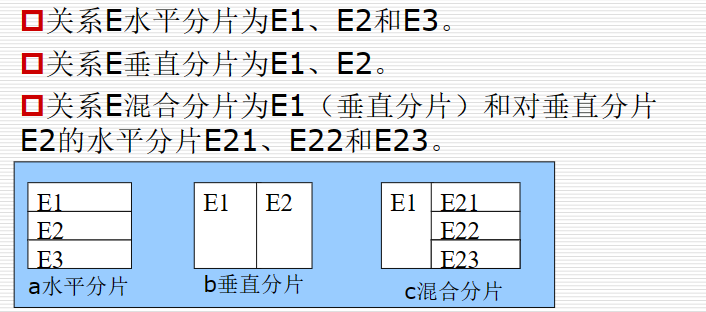 关系E水平分片为E1、E2和E3。
关系E垂直分片为E1、E2。
关系E混合分片为E1（垂直分片）和对垂直分片
E2的水平分片E21、E22和E23。
E1
E2
E3
a水平分片
E1 E2
b垂直分片
E1 E21
E22
E23
c混合分片